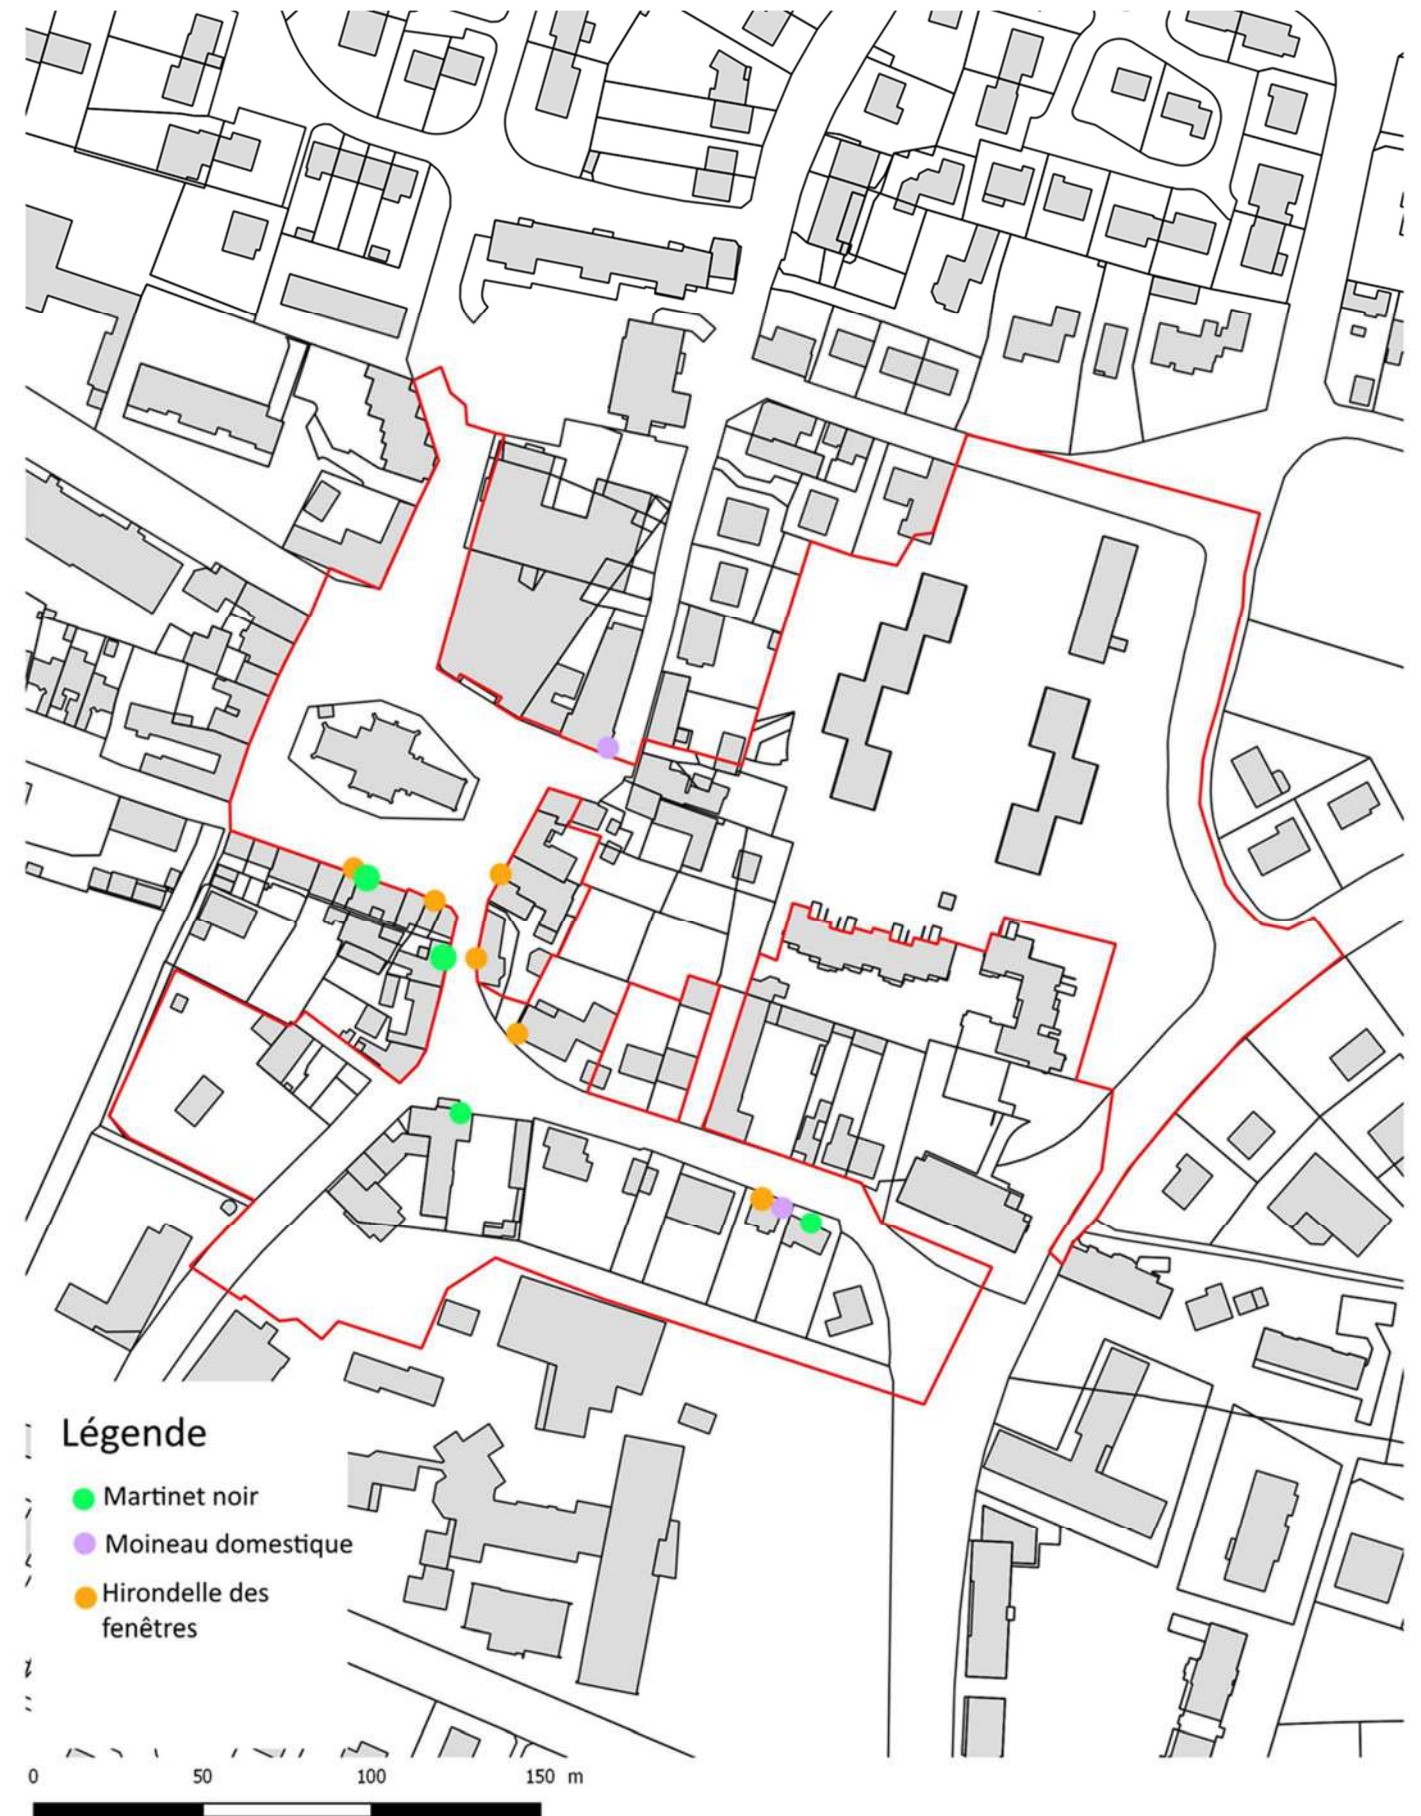 Légende
Martinet noir
Moineau domestique
Hirondelle des
fenêtres
0 50 100 150 m